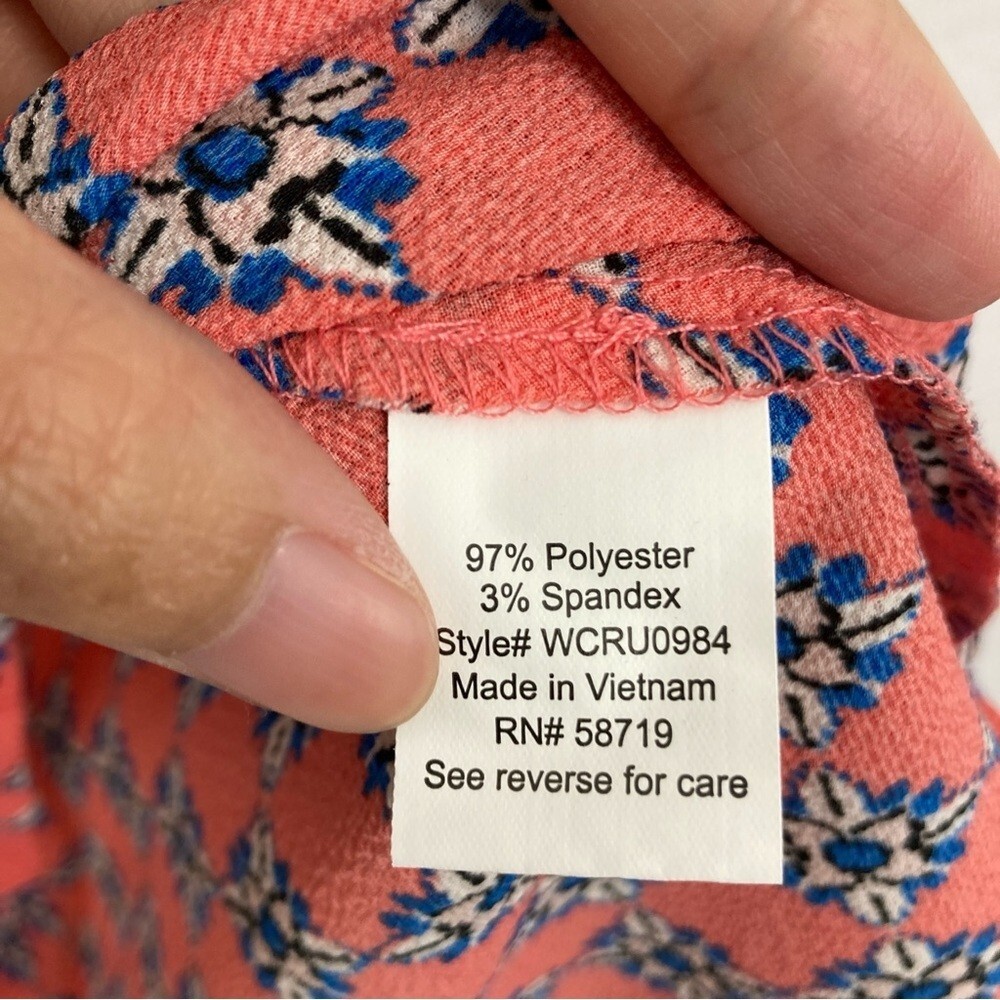 97% Polyester
3% Spandex
Style# WCRU0984
Made in Vietnam
RN# 58719
See reverse for care